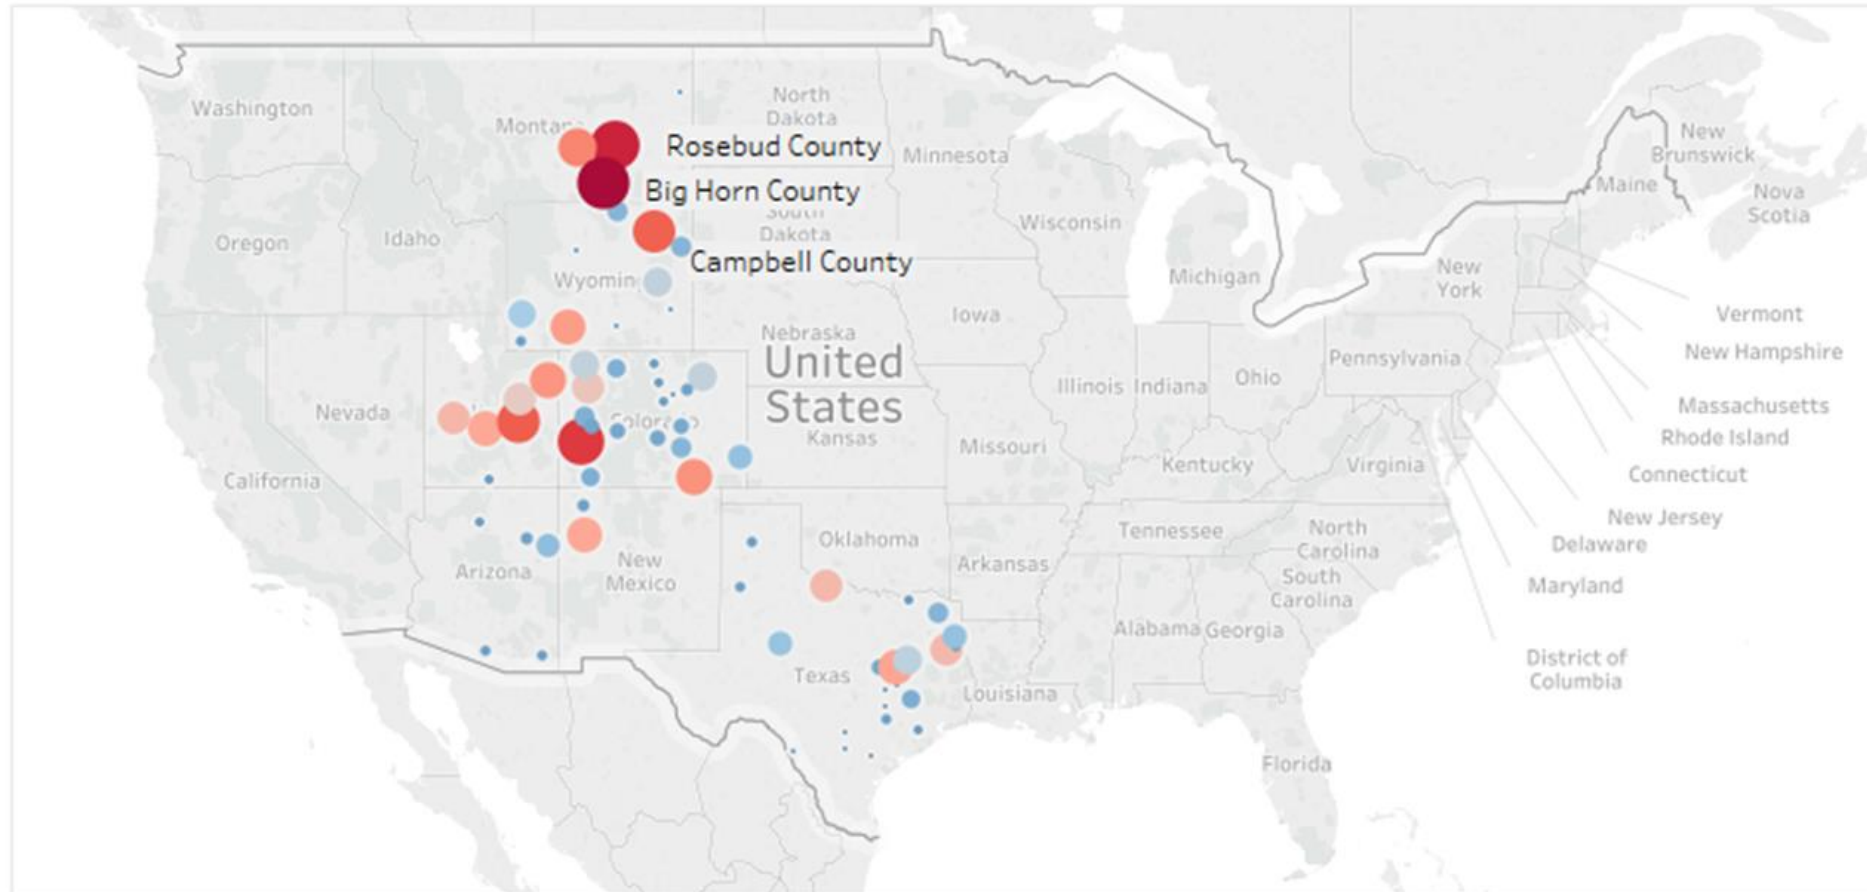 Washington
North
Dakota
Montana
Rosebud County
Minnesota
New
Brunswick
Maine
Nova
Scotia
Big Horn County
South
Dakota
Wisconsin
Oregon
Idaho
Campbell County
Michigan
New
York
Wyomin
Iowa
Vermont
Nebraska
New Hampshire
United
States
Pennsylvania
Illinois
Indiana
Ohio
Nevada
Colorado
Massachusetts
Kansas
Rhode Island
Missouri
Kentucky
Virginia
California
Connecticut
New Jersey
Tennessee
North
Carolina
Oklahoma
Delaware
Arkansas
Arizona
New
Mexico
South
Carolina
Maryland
Alabama
Georgia
District of
Columbia
Texas
Louisiana
Florida